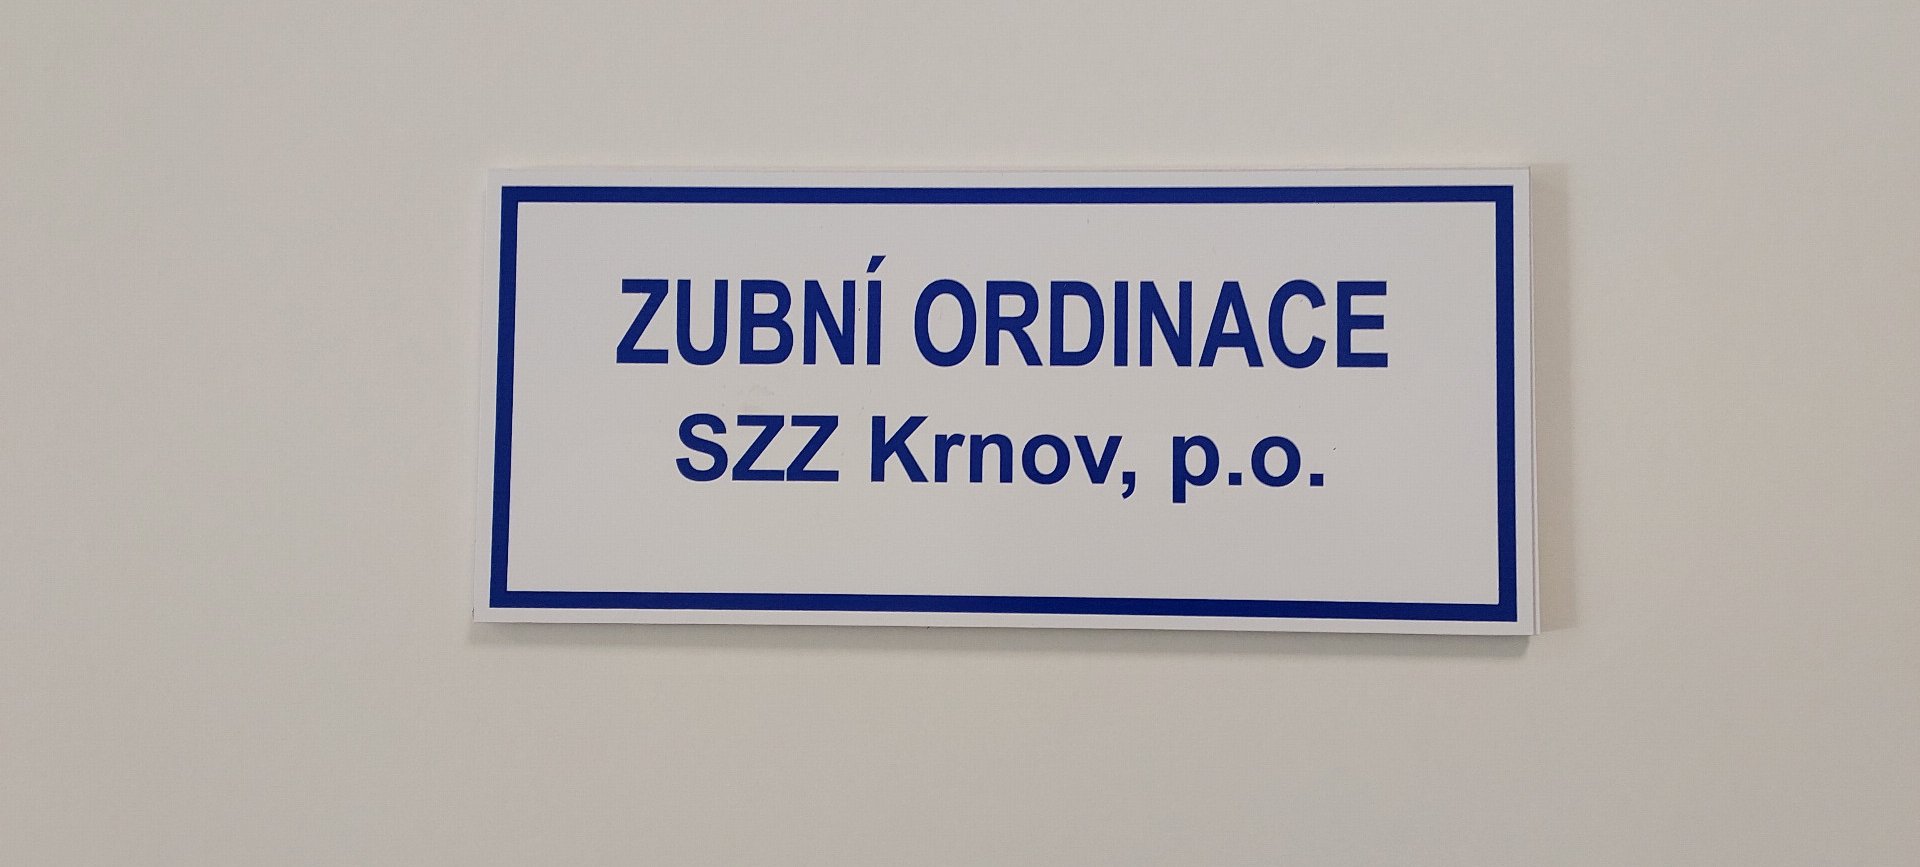 ZUBNÍ ORDINACE
SZZ Krnov, p.o.